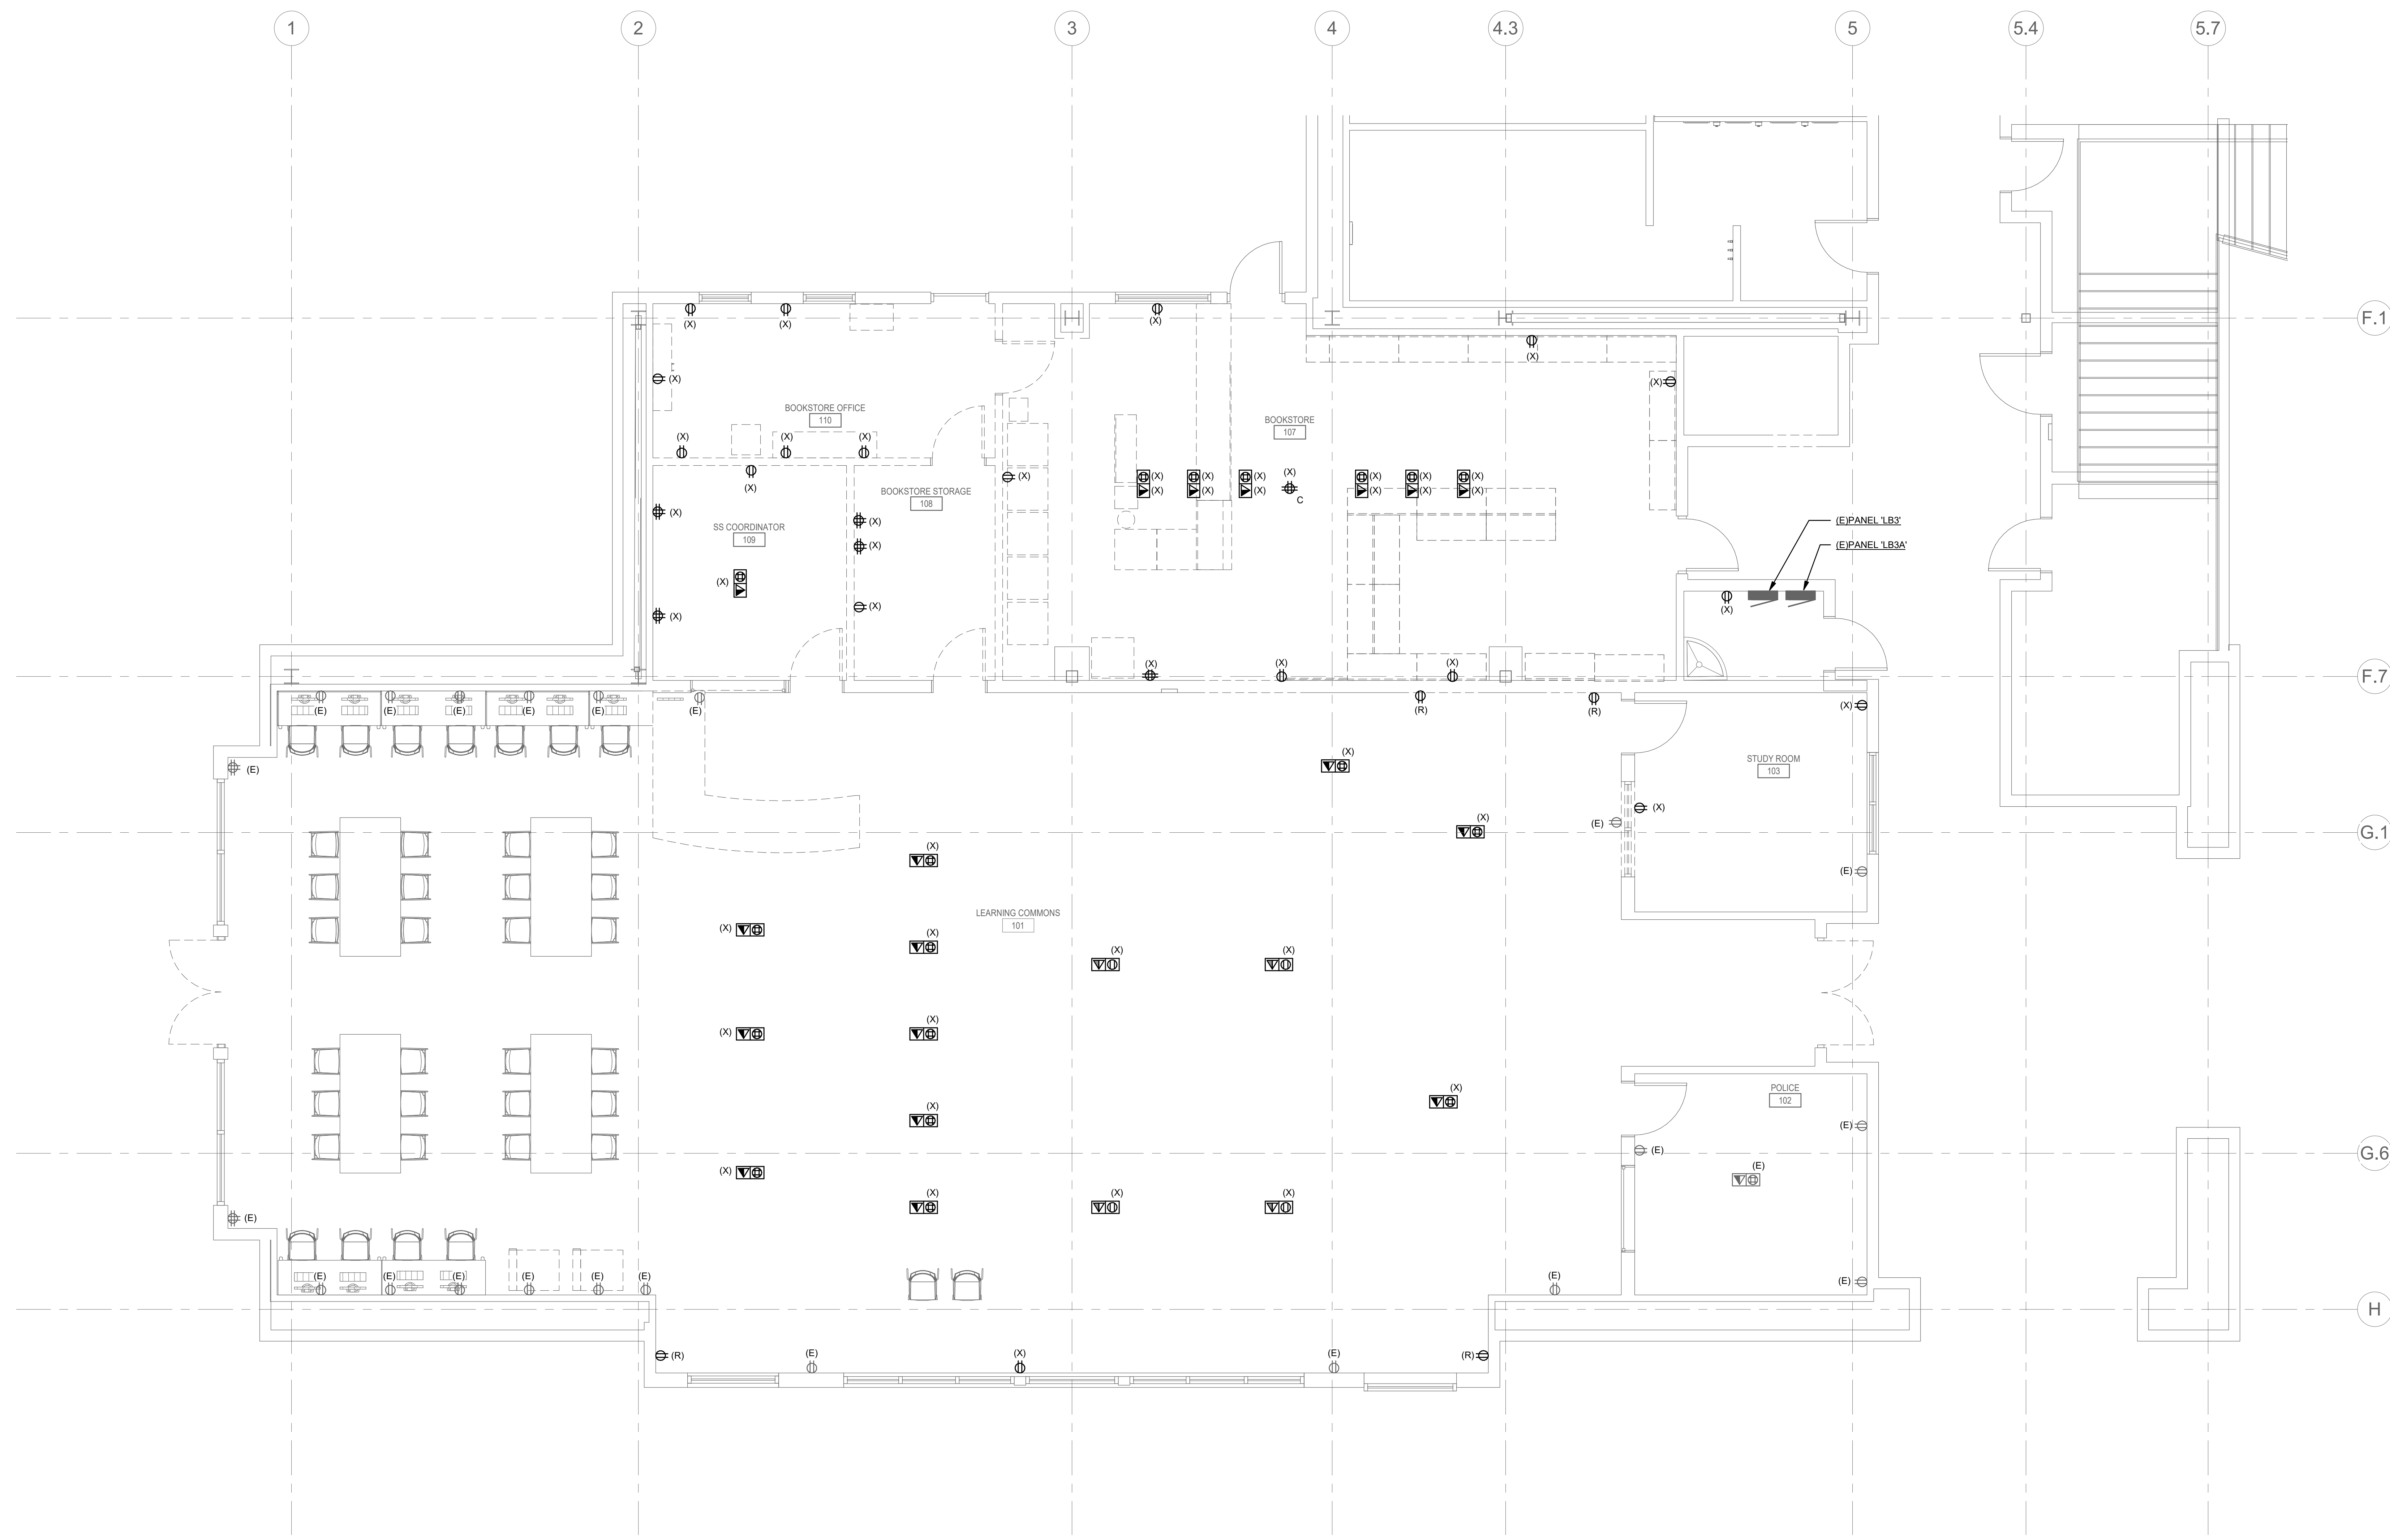 1
2
3
4
4.3
5
5.4
5.7
(X)
(X)
(X)
F.1
(X)
(X)
(X)
BOOKSTORE OFFICE
110
BOOKSTORE
107
(X)
(X)
(X)
(X)
(X)
(X) (X) (X) (X) (X) (X) (X)
(X) (X) (X) (X) (X) (X)
C
BOOKSTORE STORAGE
108
(X)
(X)
SS COORDINATOR
109
(X)
(E)PANEL 'LB3'
(E)PANEL 'LB3A'
(X)
(X)
(X)
(X)
(X)
(X)
(X)
(X)
F.7
(E)
(E)
(E)
(E)
(E)
(E)
(R)
(R)
(X)
(X)
STUDY ROOM
103
(E)
(X)
(X)
(E)
G.1
(X)
(E)
LEARNING COMMONS
101
(X)
(X)
(X)
(X)
(X)
(X)
(X)
POLICE
102
(X)
(X)
(E)
(E)
G.6
(E)
(X)
(X)
(X)
(X)
(E)
(E)
(E)
(E)
(E)
(E)
(E)
(E)
(E)
H
(R)
(E)
(X)
(E)
(R)